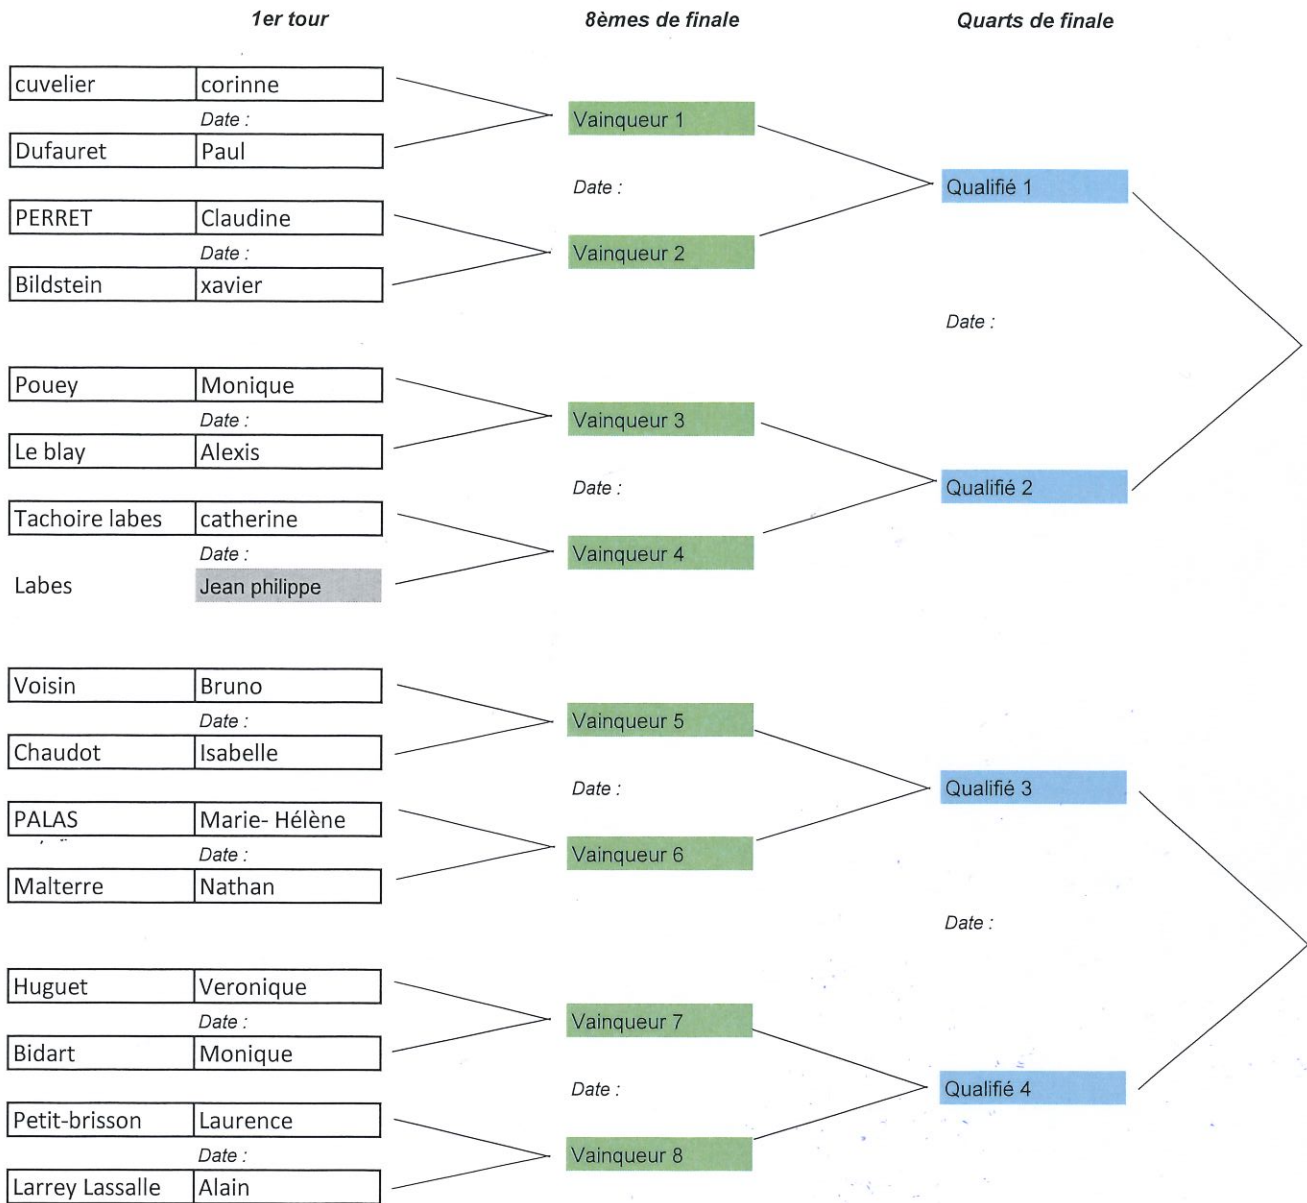 1er tour 8èmes de finale Quarts de finale
cuvelier corinne
Date :
Vainqueur 1
Dufauret Paul
Date :
Qualifié 1
PERRET Claudine
Date :
Vainqueur 2
Bildstein xavier
Date :
Pouey Monique
Date :
Vainqueur 3
Le blay Alexis
Date :
Qualifié 2
Tachoire labes catherine
Date :
Vainqueur 4
Labes Jean philippe
Voisin Bruno
Date :
Vainqueur 5
Chaudot Isabelle
Date :
Qualifié 3
PALAS Marie- Hélène
Date :
Vainqueur 6
Malterre Nathan
Date :
Huguet Veronique
Date :
Vainqueur 7
Bidart Monique
Date :
Qualifié 4
Petit-brisson Laurence
Date :
Vainqueur 8
Larrey Lassalle Alain